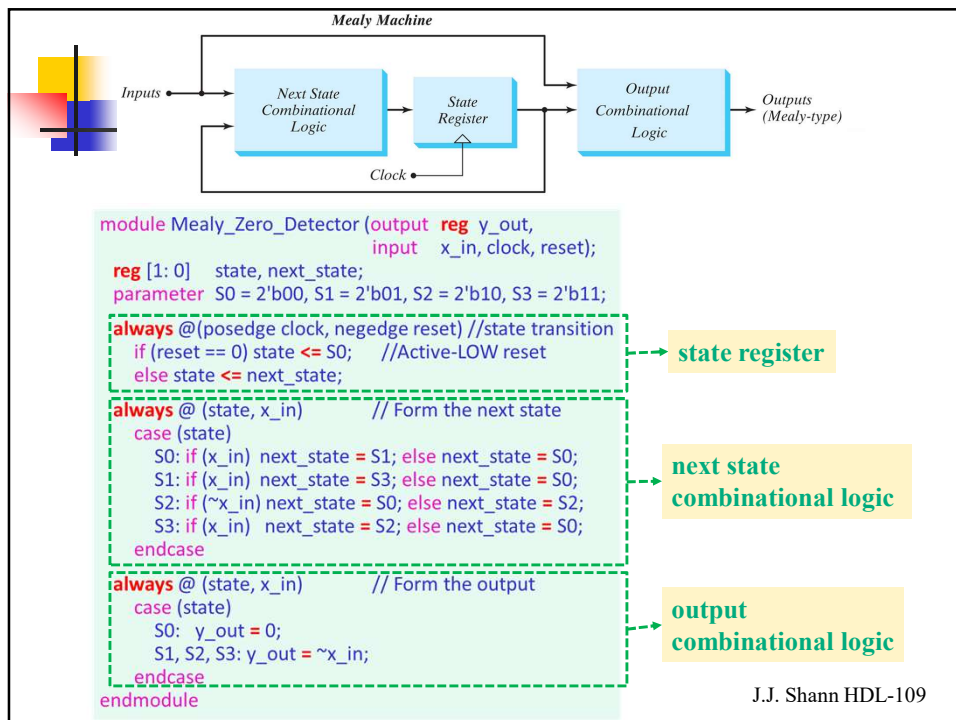 Mealy Machine
Inputs
Next State
Combinational
Logic
State
Register
Output
Combinational
Logic
Outputs
(Mealy-type)
Clock
module Mealy_Zero_Detector (output reg y_out,
input x_in, clock, reset);
reg [1: 0] state, next_state;
parameter S0 = 2'b00, S1 = 2'b01, S2 = 2'b10, S3 = 2'b11;
always @(posedge clock, negedge reset) //state transition
if (reset == 0) state <= S0; //Active-LOW reset
else state <= next_state;
state register
always @ (state, x_in) // Form the next state
case (state)
S0: if (x_in) next_state = S1; else next_state = S0;
S1: if (x_in) next_state = S3; else next_state = S0;
S2: if (~x_in) next_state = S0; else next_state = S2;
S3: if (x_in) next_state = S2; else next_state = S0;
endcase
next state
combinational logic
always @ (state, x_in) // Form the output
case (state)
S0: y_out = 0;
S1, S2, S3: y_out = ~x_in;
endcase
endmodule
output
combinational logic
J.J. Shann HDL-109